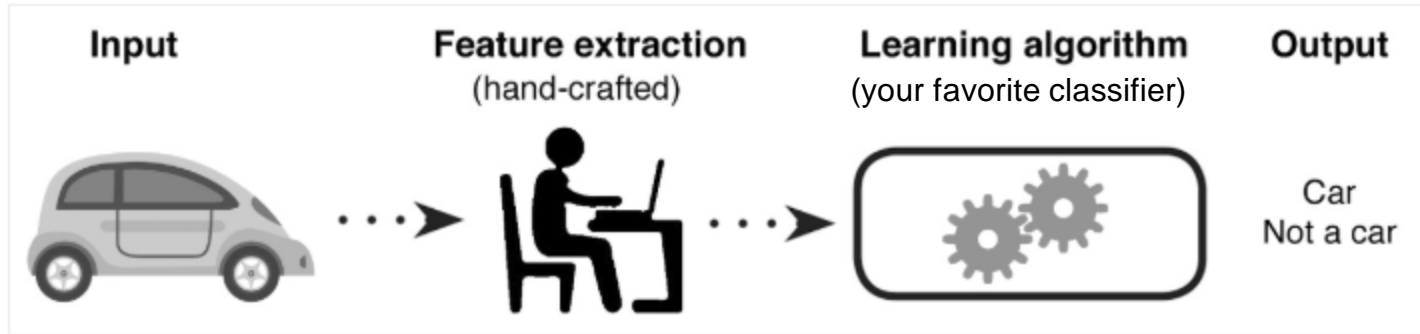 Input
Feature extraction
(hand-crafted)
Learning algorithm
(your favorite classifier)
Output
Car
Not a car